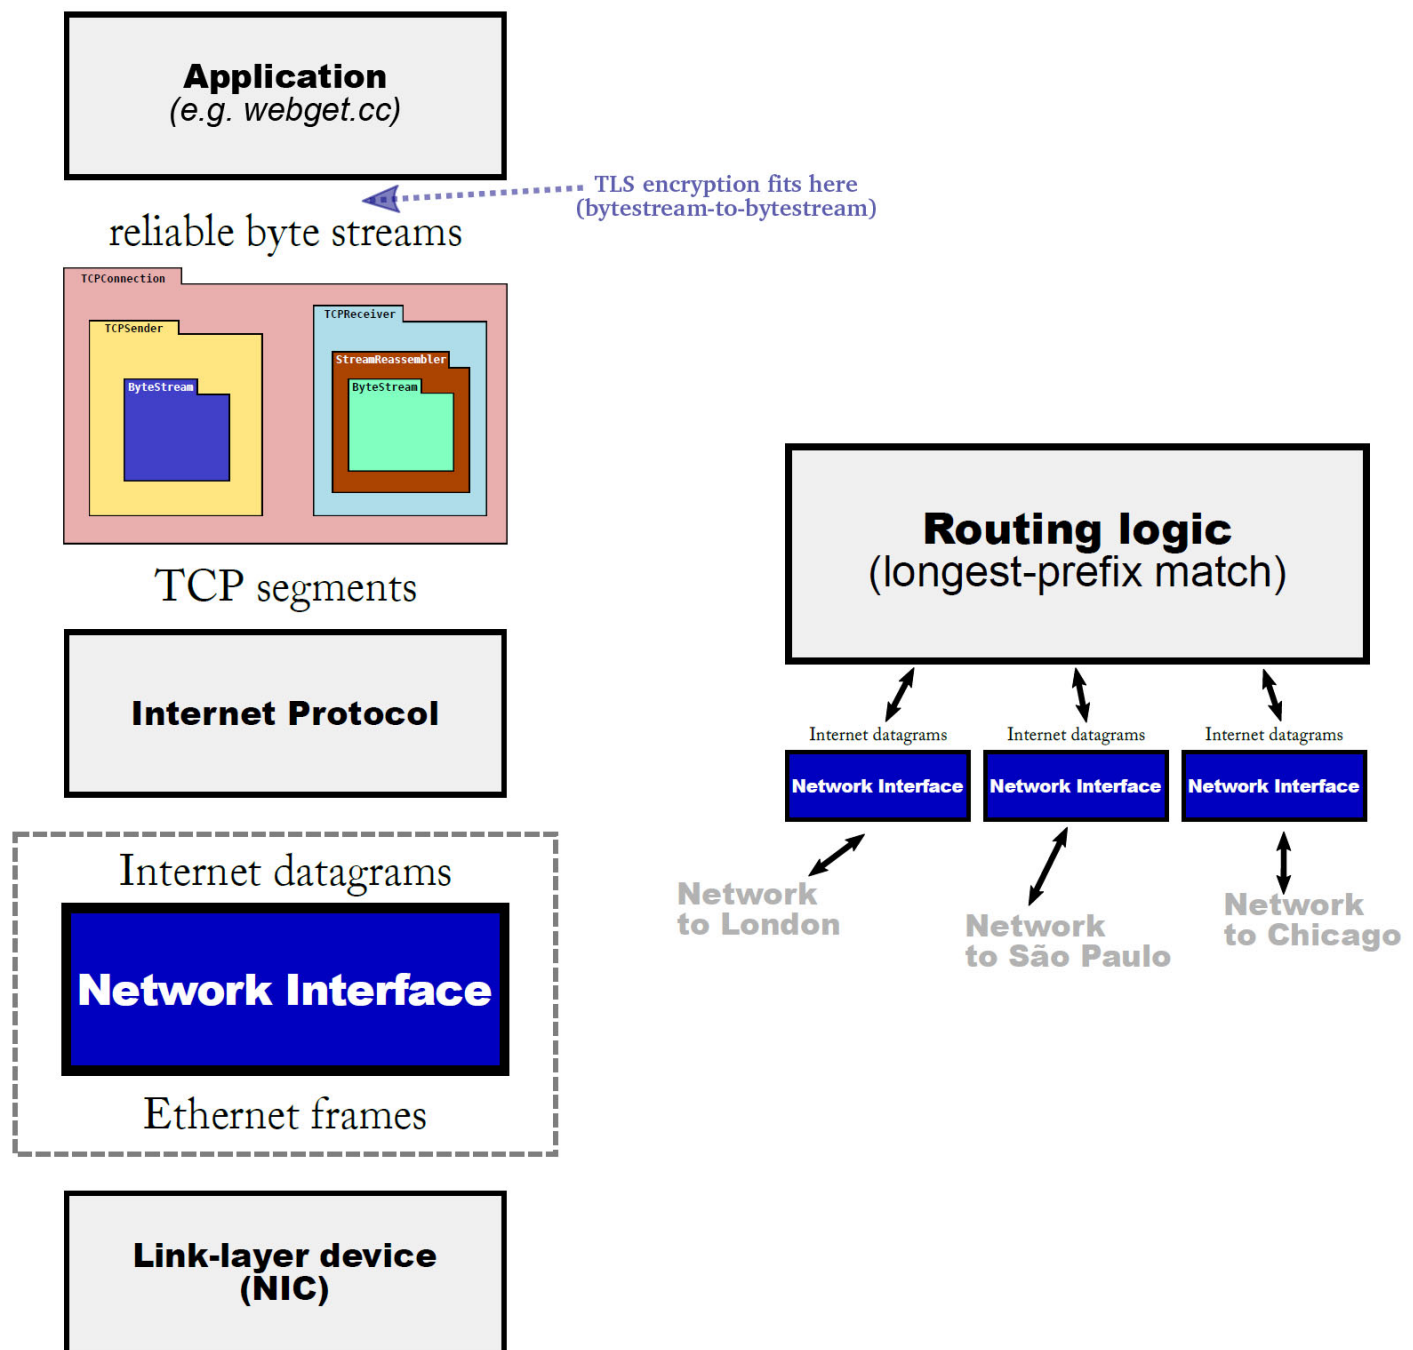 Application
(e.g. webget.cc)
TLS encryption fits here
(bytestream-to-bytestream)
reliable byte streams
TCPConnection
TCPSender
ByteStream
TCPReceiver
StreamReassembler
ByteStream
TCP segments
Internet Protocol
Internet datagrams
Network Interface
Ethernet frames
Link-layer device
(NIC)
Routing logic
(longest-prefix match)
Internet datagrams
Internet datagrams
Internet datagrams
Network Interface
Network Interface
Network Interface
Network
to London
Network
to São Paulo
Network
to Chicago